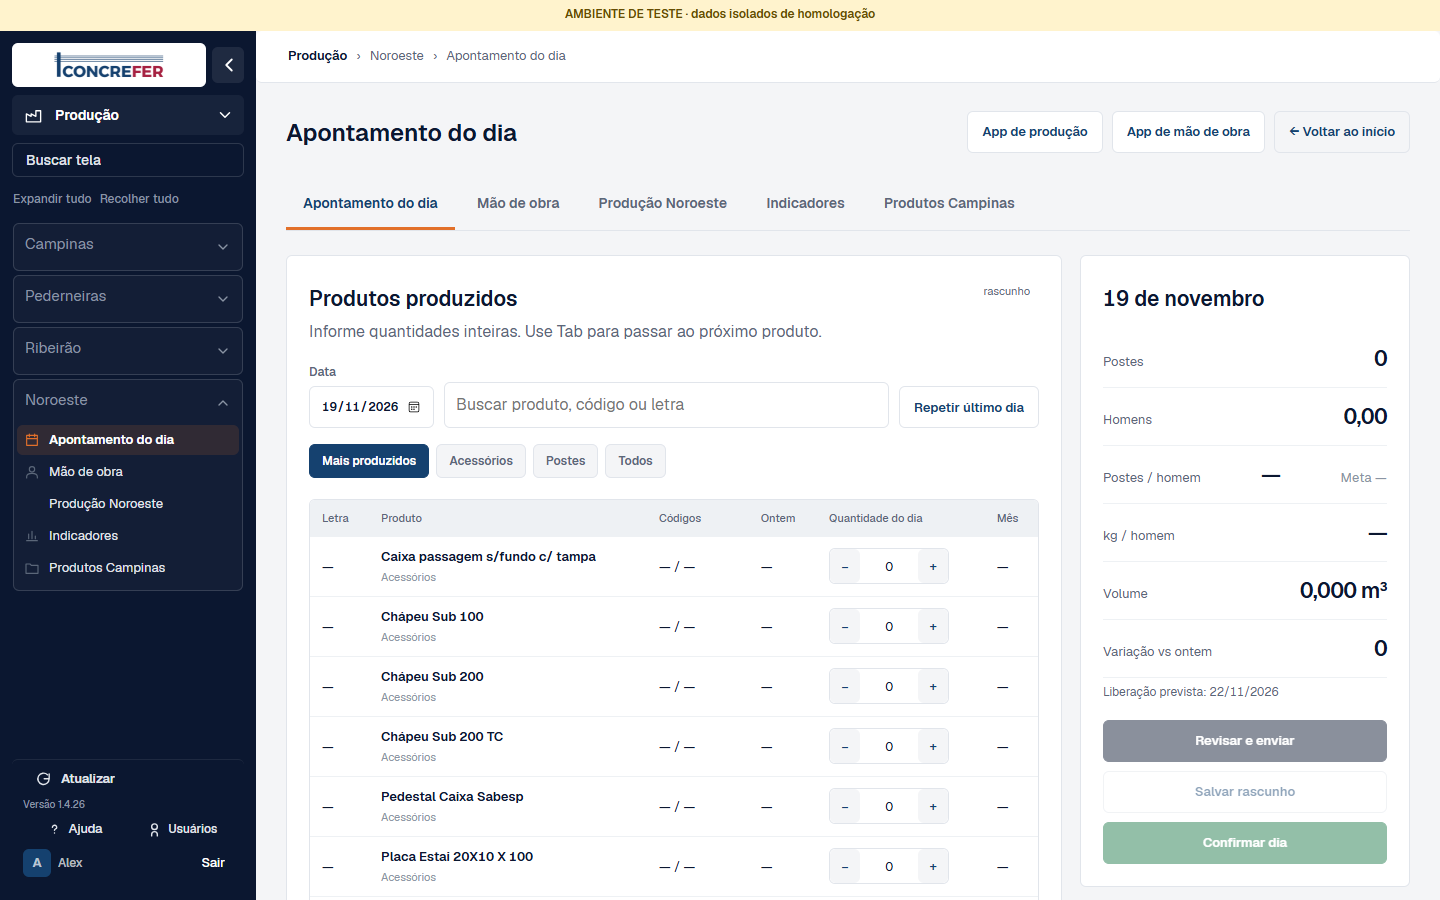 AMBIENTE DE TESTE · dados isolados de homologação
CONCREFER
Produção
Buscar tela
Expandir tudo Recolher tudo
Campinas
Pederneiras
Ribeirão
Noroeste
Apontamento do dia
Mão de obra
Produção Noroeste
Indicadores
Produtos Campinas
Atualizar
Versão 1.4.26
? Ajuda Usuários
A Alex Sair
Produção › Noroeste › Apontamento do dia
Apontamento do dia
App de produção App de mão de obra ← Voltar ao início
Apontamento do dia Mão de obra Produção Noroeste Indicadores Produtos Campinas
Produtos produzidos rascunho
Informe quantidades inteiras. Use Tab para passar ao próximo produto.
Data
19/11/2026 Buscar produto, código ou letra Repetir último dia
Mais produzidos Acessórios Postes Todos
Letra Produto Códigos Ontem Quantidade do dia Mês
— Caixa passagem s/fundo c/ tampa — / — — − 0 + —
Acessórios
— Chápeu Sub 100 — / — — − 0 + —
Acessórios
— Chápeu Sub 200 — / — — − 0 + —
Acessórios
— Chápeu Sub 200 TC — / — — − 0 + —
Acessórios
— Pedestal Caixa Sabesp — / — — − 0 + —
Acessórios
— Placa Estai 20X10 X 100 — / — — − 0 + —
Acessórios
19 de novembro
Postes 0
Homens 0,00
Postes / homem — Meta —
kg / homem —
Volume 0,000 m³
Variação vs ontem 0
Liberação prevista: 22/11/2026
Revisar e enviar
Salvar rascunho
Confirmar dia